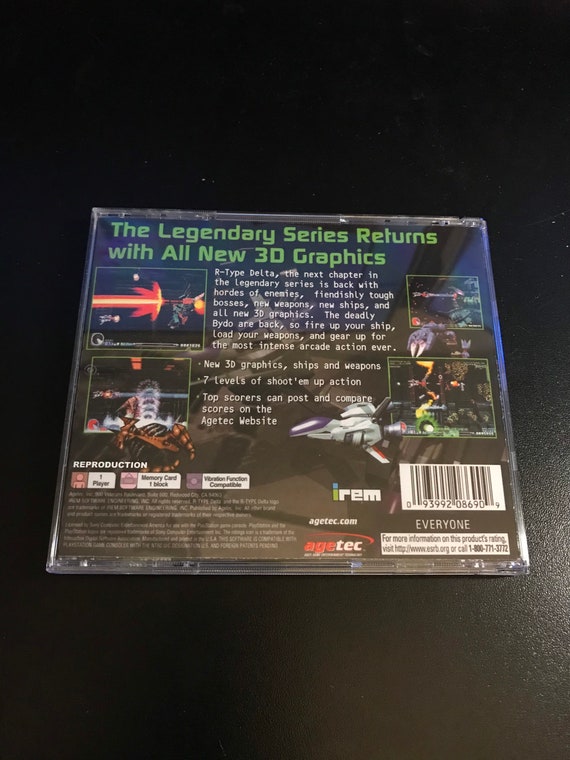 The Legendary Series Returns
with All New 3D Graphics
R-Type Delta, the next chapter in
the legendary series is back with
hordes of enemies, fiendishly tough
bosses, new weapons, new ships, and
all new 3D graphics. The deadly
Bydo are back, so fire up your ship,
load your weapons, and gear up for
the most intense arcade action ever.
· New 3D graphics, ships and weapons
· 7 levels of shoot'em up action
· Top scorers can post and compare
scores on the
Agetec Website
REPRODUCTION
1
Player
Memory Card
1 block
Vibration Function
Compatible
irem
agetec.com
agetec
0 93992 08690 9
EVERYONE
For more information on this product's rating,
visit http://www.esrb.org or call 1-800-771-3772